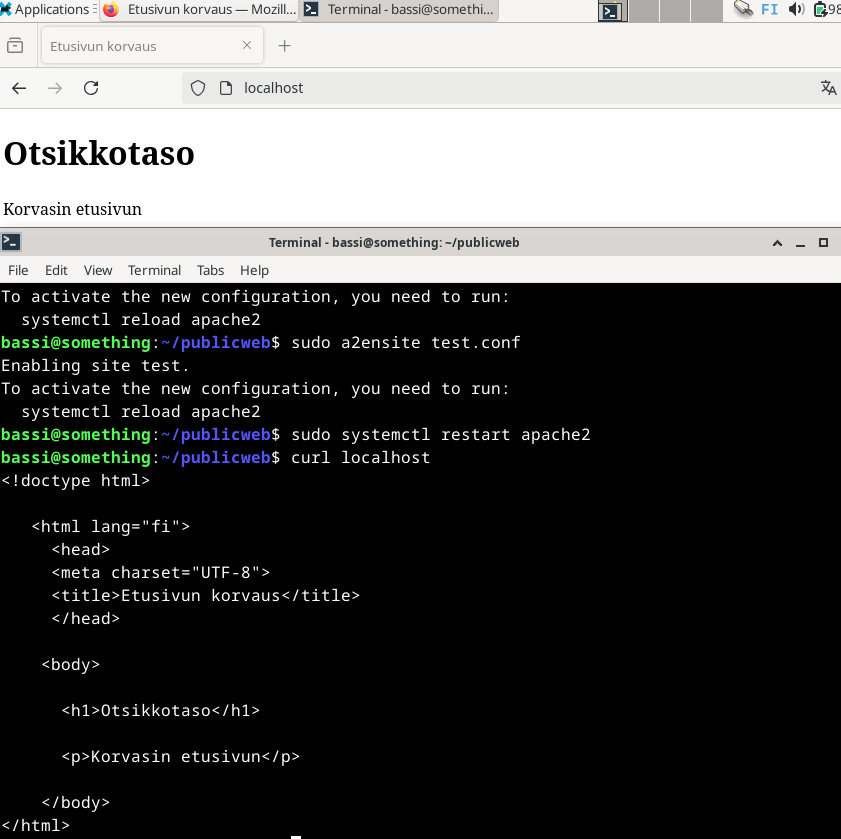 Applications Etusivun korvaus — Mozill... Terminal - bassi@somethi... FI 98
Etusivun korvaus
localhost
Otsikkotaso
Korvasin etusivun
Terminal - bassi@something: ~/publicweb
File Edit View Terminal Tabs Help
To activate the new configuration, you need to run:
  systemctl reload apache2
bassi@something:~/publicweb$ sudo a2ensite test.conf
Enabling site test.
To activate the new configuration, you need to run:
  systemctl reload apache2
bassi@something:~/publicweb$ sudo systemctl restart apache2
bassi@something:~/publicweb$ curl localhost
<!doctype html>
   <html lang="fi">
     <head>
     <meta charset="UTF-8">
     <title>Etusivun korvaus</title>
     </head>
    <body>
      <h1>Otsikkotaso</h1>
      <p>Korvasin etusivun</p>
    </body>
</html>